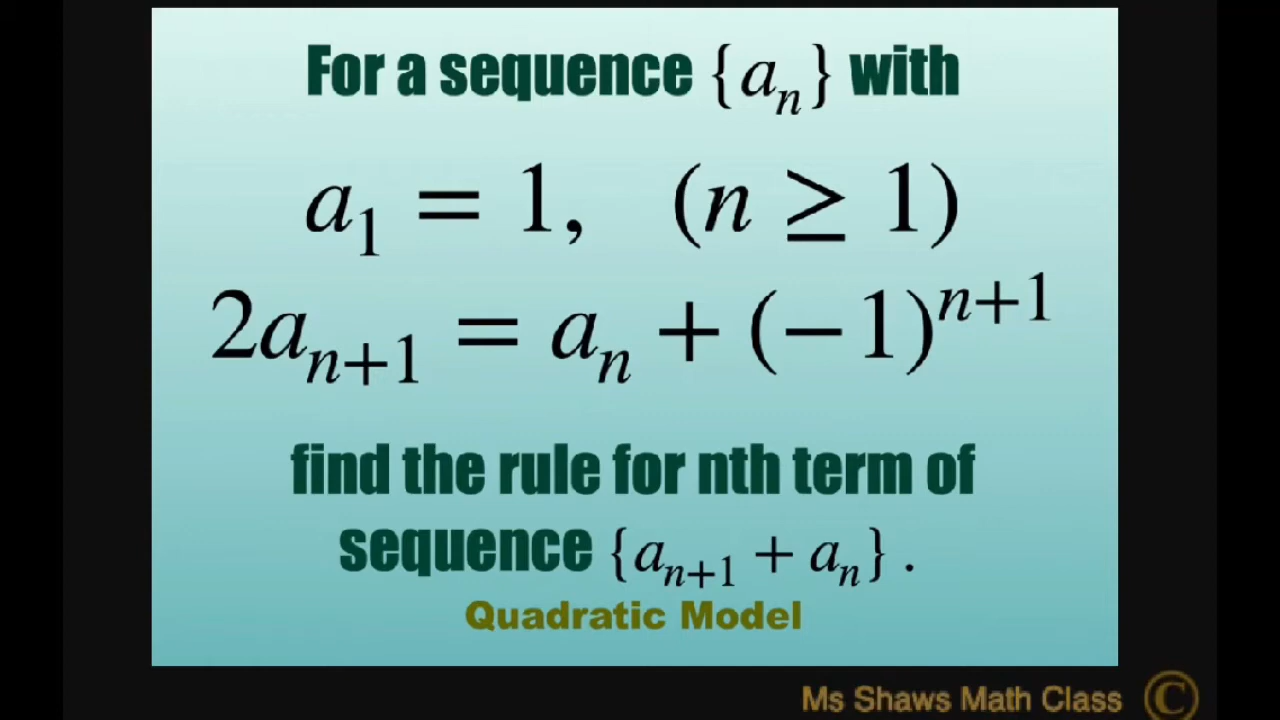 For a sequence {aₙ} with
a₁ = 1, (n ≥ 1)
2aₙ₊₁ = aₙ + (−1)ⁿ⁺¹
find the rule for nth term of
sequence {aₙ₊₁ + aₙ} .
Quadratic Model
Ms Shaws Math Class ©